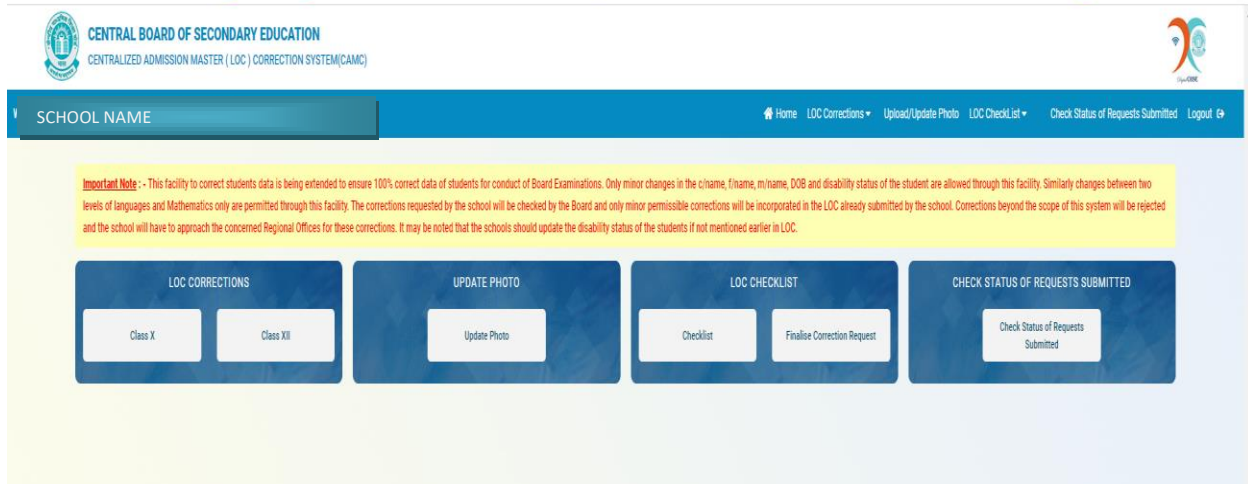 CENTRAL BOARD OF SECONDARY EDUCATION
CENTRALIZED ADMISSION MASTER ( LOC ) CORRECTION SYSTEM(CAMC)
SCHOOL NAME
Home LOC Corrections Upload/Update Photo LOC CheckList Check Status of Requests Submitted Logout
Important Note : - This facility to correct students data is being extended to ensure 100% correct data of students for conduct of Board Examinations. Only minor changes in the c/name, f/name, m/name, DOB and disability status of the student are allowed through this facility. Similarly changes between two
levels of languages and Mathematics only are permitted through this facility. The corrections requested by the school will be checked by the Board and only minor permissible corrections will be incorporated in the LOC already submitted by the school. Corrections beyond the scope of this system will be rejected
and the school will have to approach the concerned Regional Offices for these corrections. It may be noted that the schools should update the disability status of the students if not mentioned earlier in LOC.
LOC CORRECTIONS
Class X Class XII
UPDATE PHOTO
Update Photo
LOC CHECKLIST
Checklist Finalise Correction Request
CHECK STATUS OF REQUESTS SUBMITTED
Check Status of Requests
Submitted